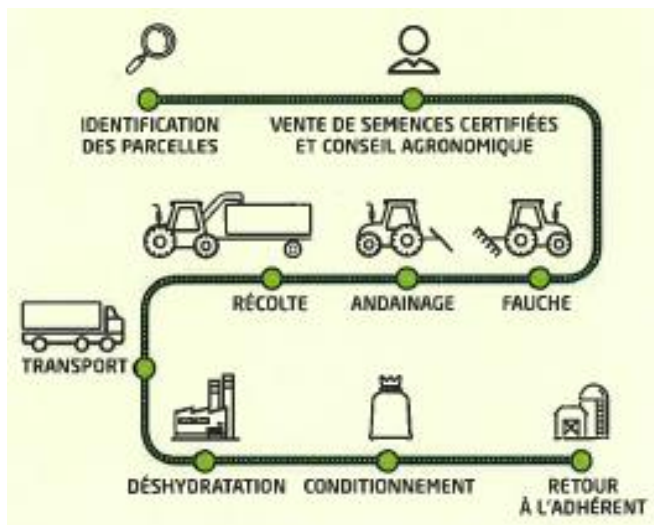 IDENTIFICATION
DES PARCELLES
VENTE DE SEMENCES CERTIFIÉES
ET CONSEIL AGRONOMIQUE
RÉCOLTE
ANDAINAGE
FAUCHE
TRANSPORT
DÉSHYDRATATION
CONDITIONNEMENT
RETOUR
À L'ADHÉRENT